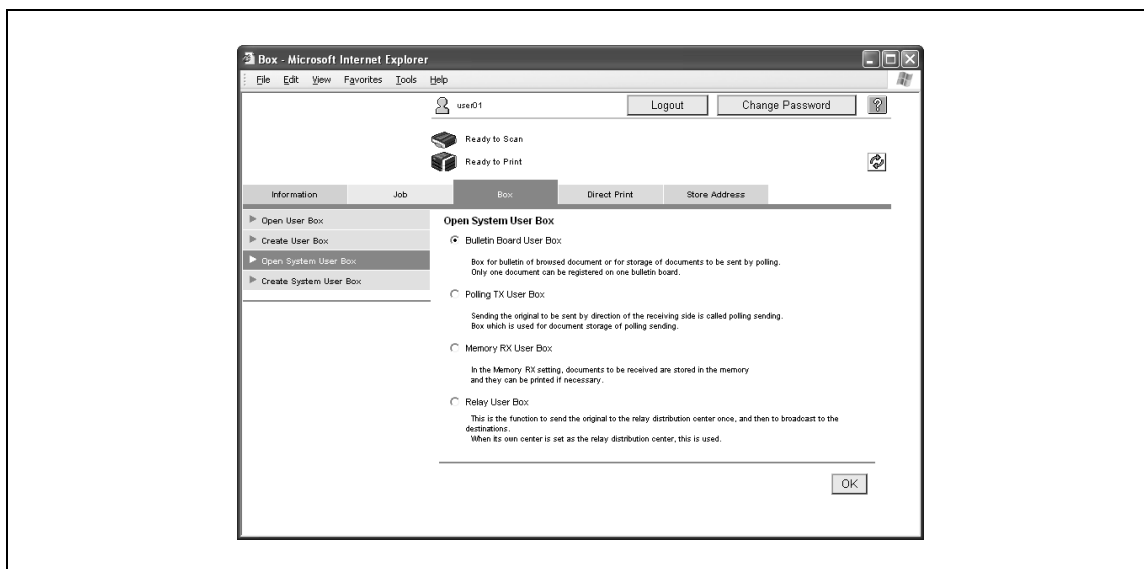 Box - Microsoft Internet Explorer
File Edit View Favorites Tools Help
user01 Logout Change Password ?
Ready to Scan
Ready to Print
Information Job Box Direct Print Store Address
Open User Box
Create User Box
Open System User Box
Create System User Box
Open System User Box
Bulletin Board User Box
Box for bulletin of browsed document or for storage of documents to be sent by polling.
Only one document can be registered on one bulletin board.
Polling TX User Box
Sending the original to be sent by direction of the receiving side is called polling sending.
Box which is used for document storage of polling sending.
Memory RX User Box
In the Memory RX setting, documents to be received are stored in the memory
and they can be printed if necessary.
Relay User Box
This is the function to send the original to the relay distribution center once, and then to broadcast to the
destinations.
When its own center is set as the relay distribution center, this is used.
OK